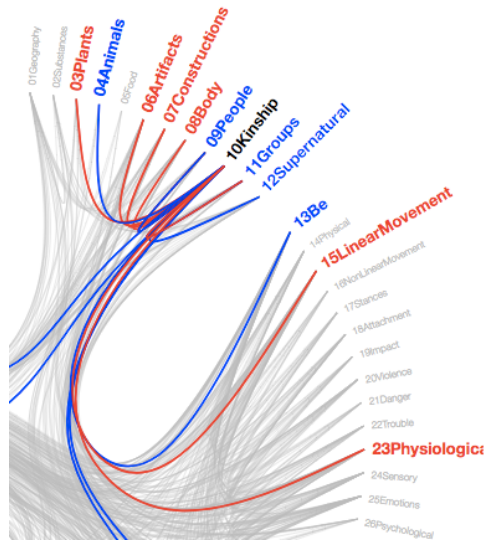 01Geography
02Substances
03Plants
04Animals
05Food
06Artifacts
07Constructions
08Body
09People
10Kinship
11Groups
12Supernatural
13Be
14Physical
15LinearMovement
16NonLinearMovement
17Stances
18Attachment
19Impact
20Violence
21Danger
22Trouble
23Physiologica
24Sensory
25Emotions
26Psychological